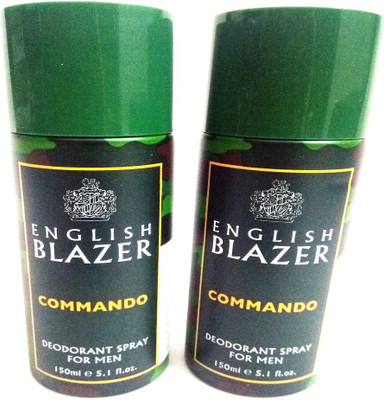 ENGLISH
BLAZER
COMMANDO
DEODORANT SPRAY
FOR MEN
150ml e 5.1 fl.oz.
ENGLISH
BLAZER
COMMANDO
DEODORANT SPRAY
FOR MEN
150ml e 5.1 fl.oz.